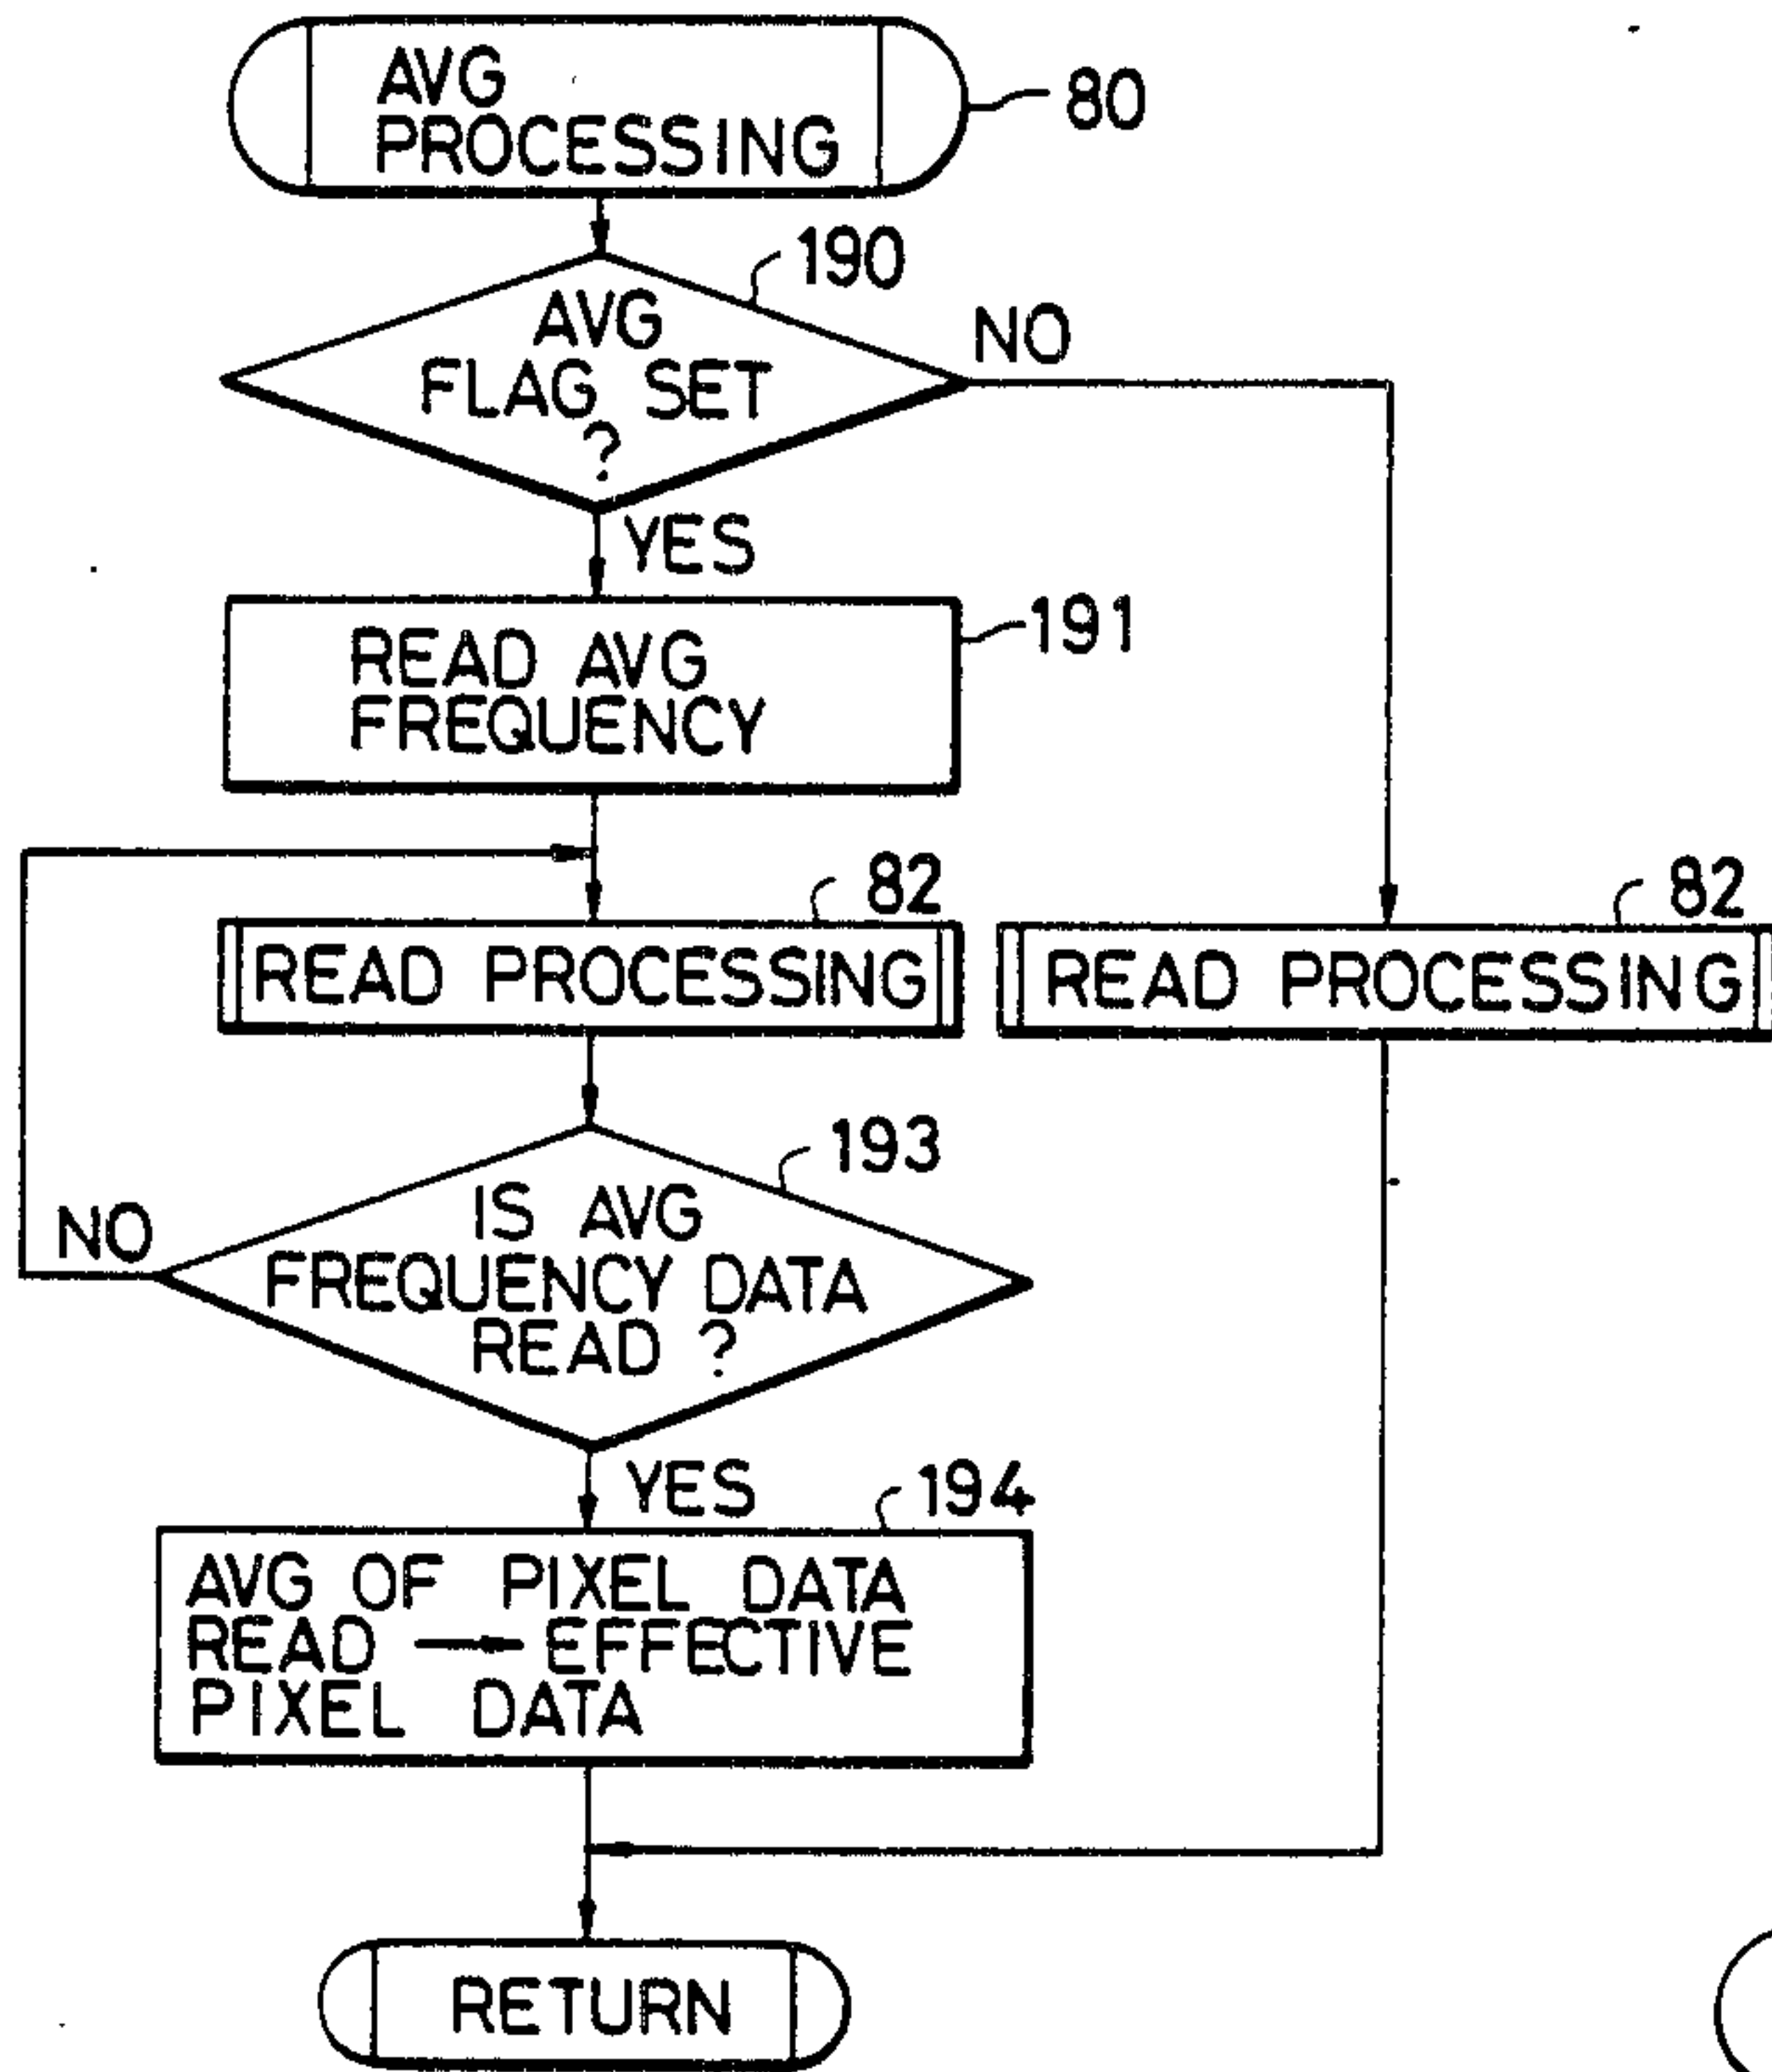 AVG
PROCESSING
80
190
AVG
FLAG SET
?
NO
YES
191
READ AVG
FREQUENCY
82
READ PROCESSING
82
READ PROCESSING
193
IS AVG
FREQUENCY DATA
READ ?
NO
YES
194
AVG OF PIXEL DATA
READ → EFFECTIVE
PIXEL DATA
RETURN